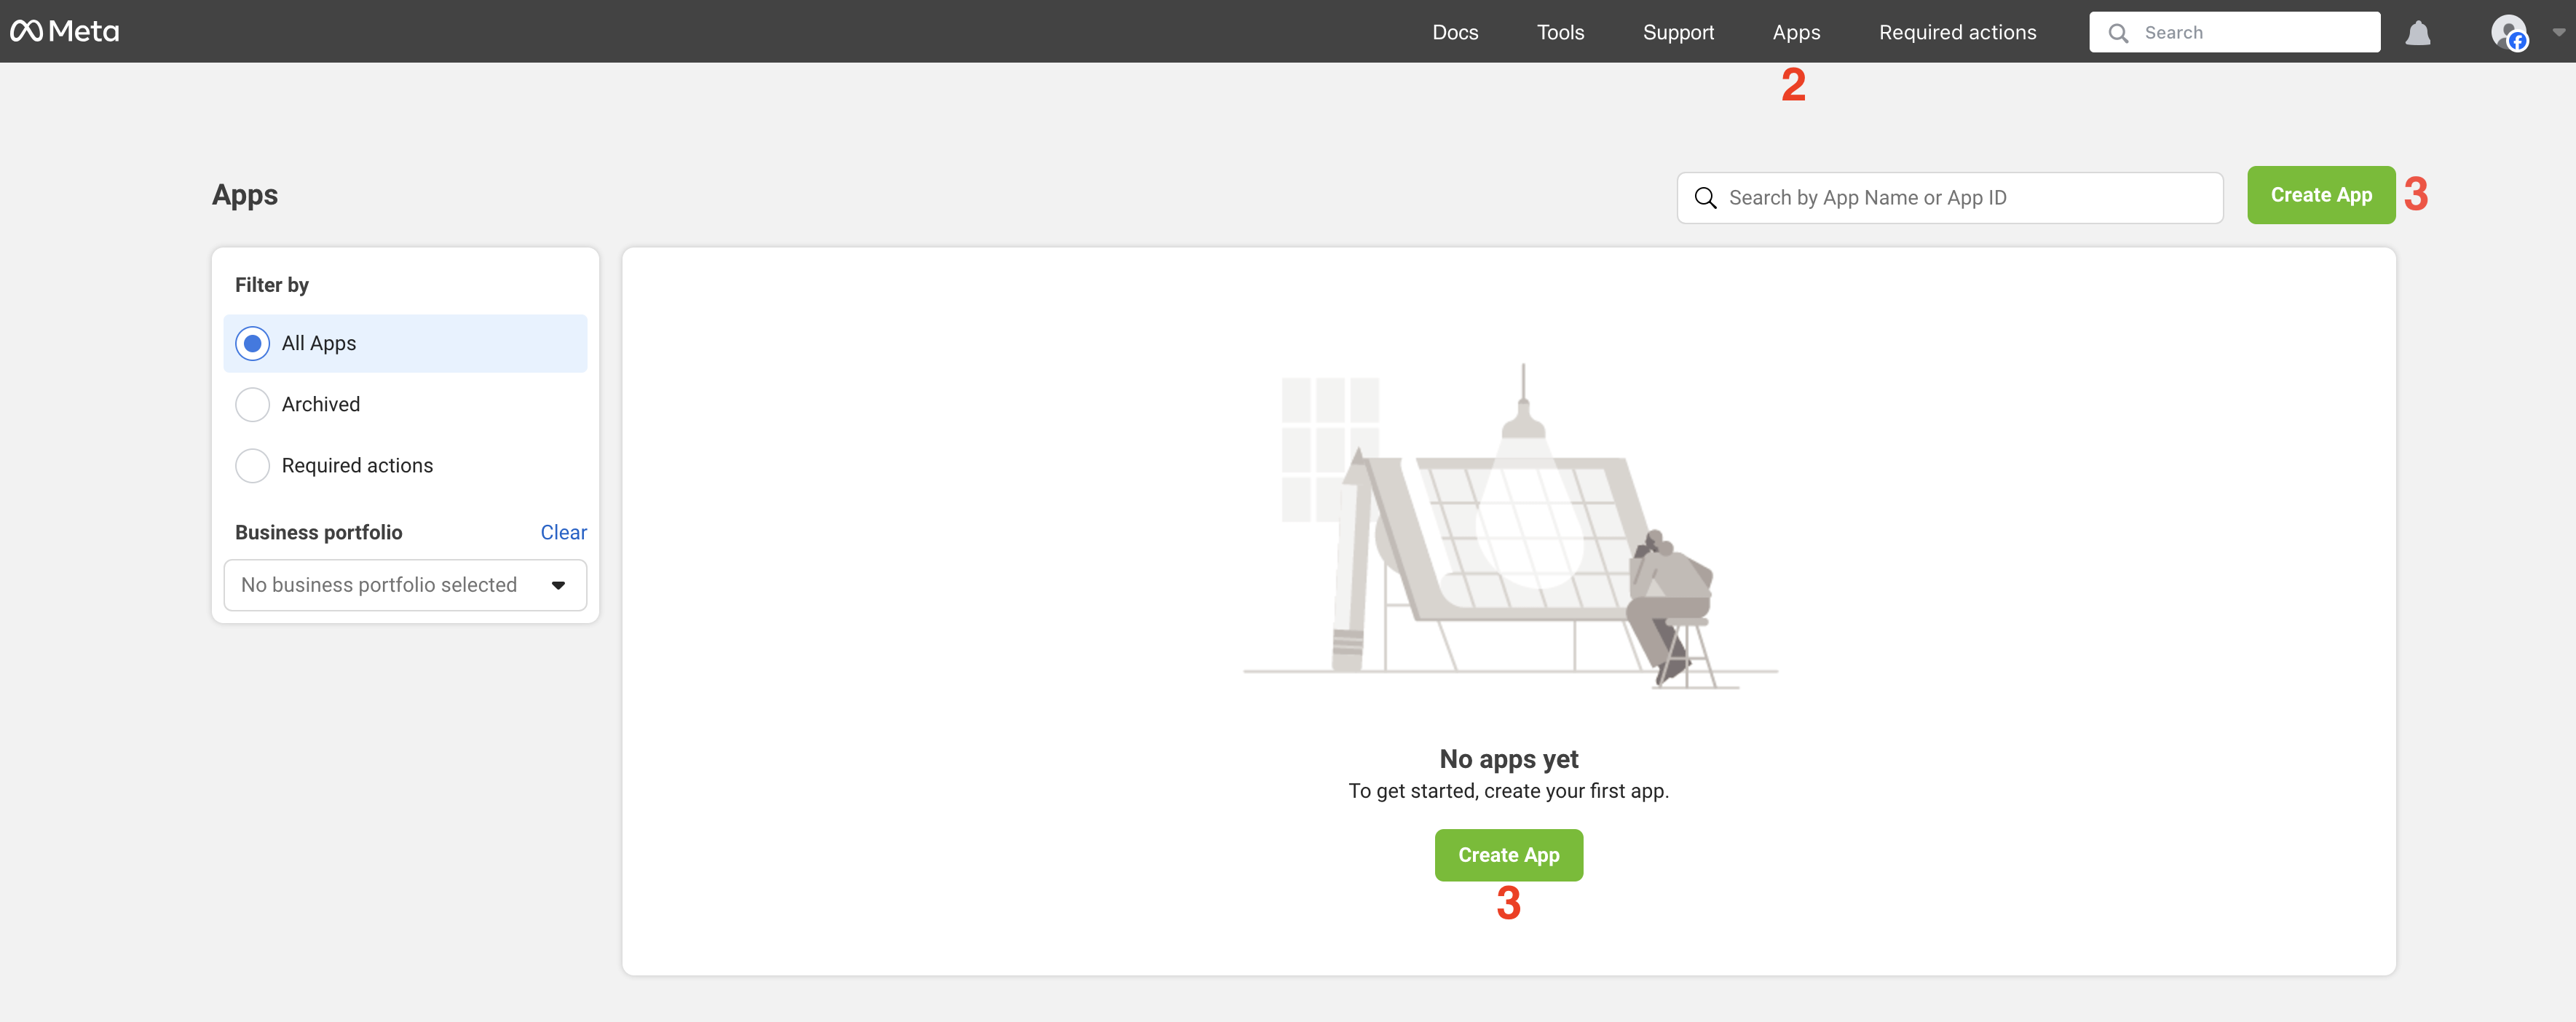 Meta
Docs Tools Support Apps Required actions Search
2
Apps
Search by App Name or App ID
Create App 3
Filter by
All Apps
Archived
Required actions
Business portfolio Clear
No business portfolio selected
No apps yet
To get started, create your first app.
Create App
3